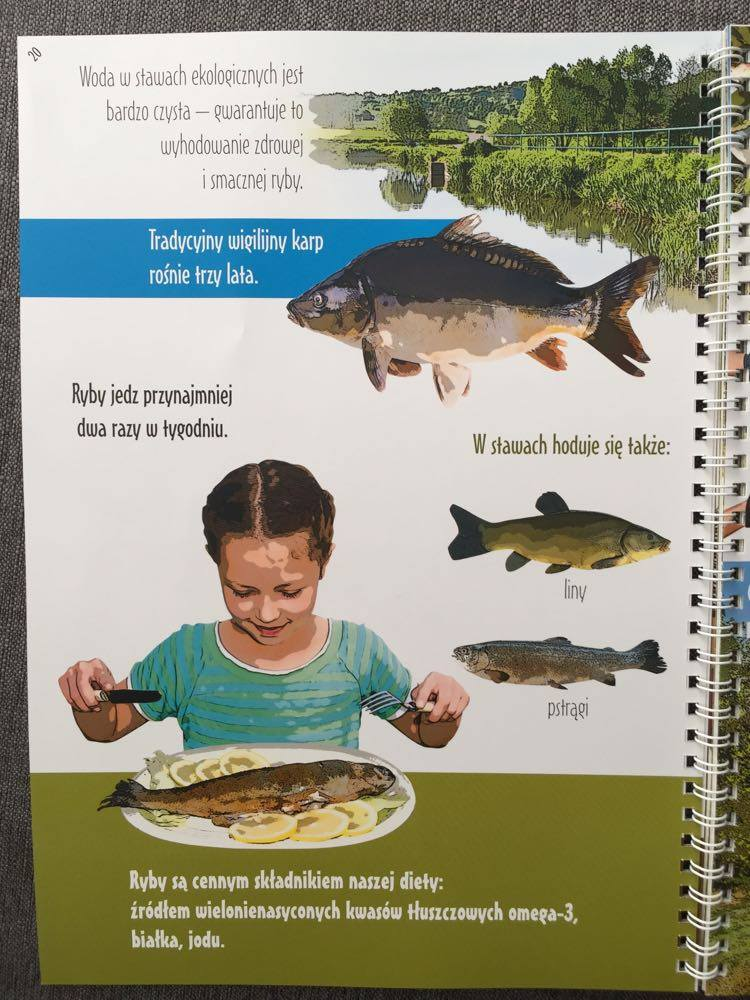 20
Woda w stawach ekologicznych jest
bardzo czysta – gwarantuje to
wyhodowanie zdrowej
i smacznej ryby.
Tradycyjny wigilijny karp
rośnie trzy lata.
Ryby jedz przynajmniej
dwa razy w tygodniu.
W stawach hoduje się także:
liny
pstrągi
Ryby są cennym składnikiem naszej diety:
źródłem wielonienasyconych kwasów tłuszczowych omega-3,
białka, jodu.